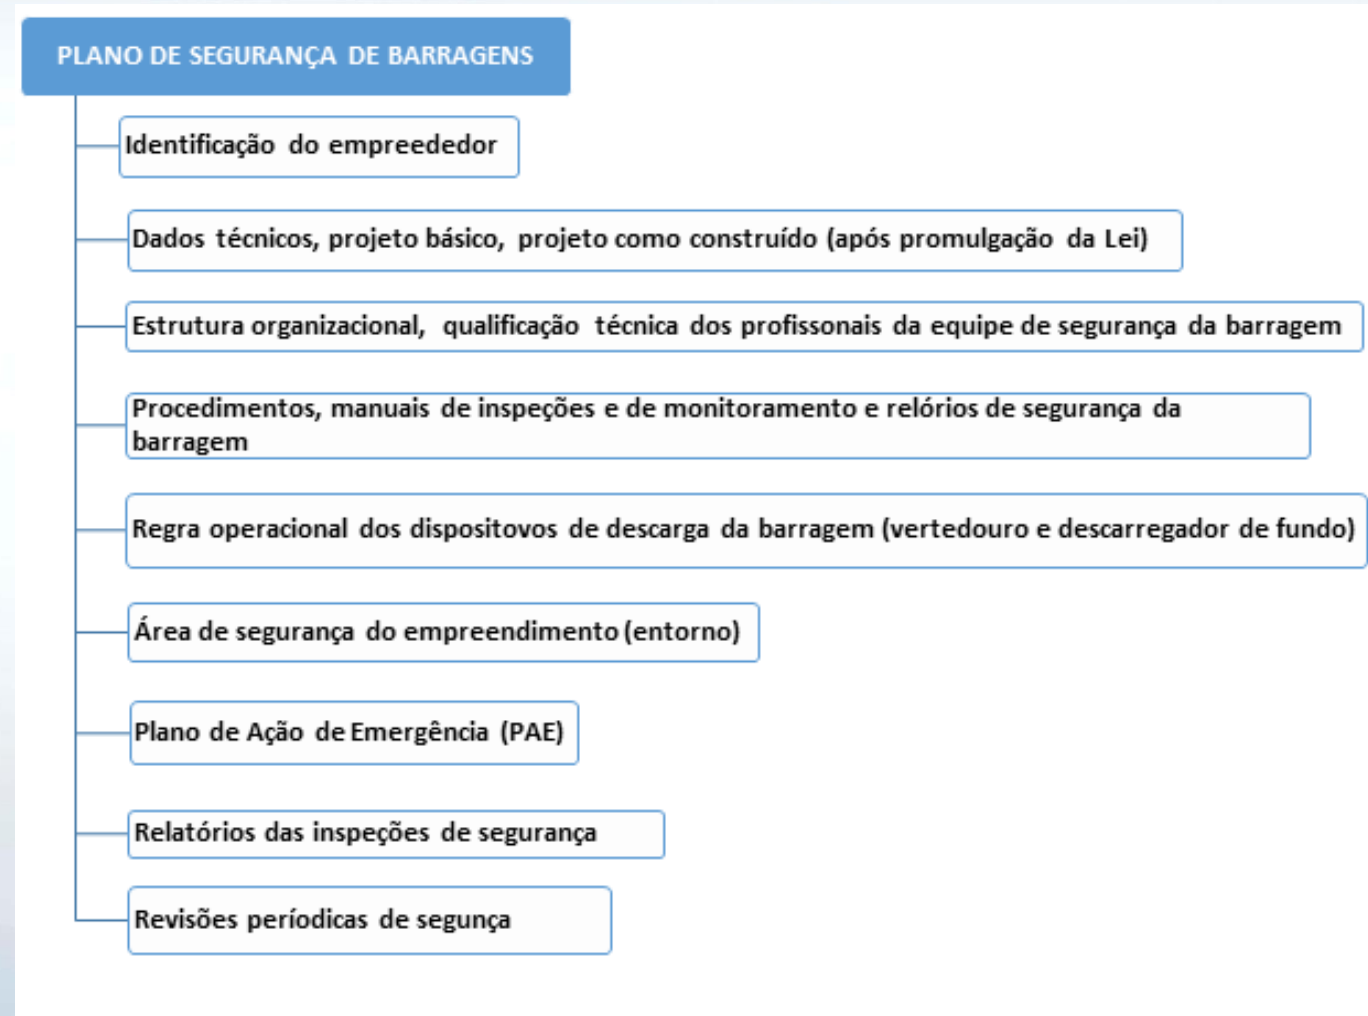 PLANO DE SEGURANÇA DE BARRAGENS
Identificação do empreededor
Dados técnicos, projeto básico, projeto como construído (após promulgação da Lei)
Estrutura organizacional, qualificação técnica dos profissonais da equipe de segurança da barragem
Procedimentos, manuais de inspeções e de monitoramento e relórios de segurança da
barragem
Regra operacional dos dispositovos de descarga da barragem (vertedouro e descarregador de fundo)
Área de segurança do empreendimento (entorno)
Plano de Ação de Emergência (PAE)
Relatórios das inspeções de segurança
Revisões períodicas de segunça